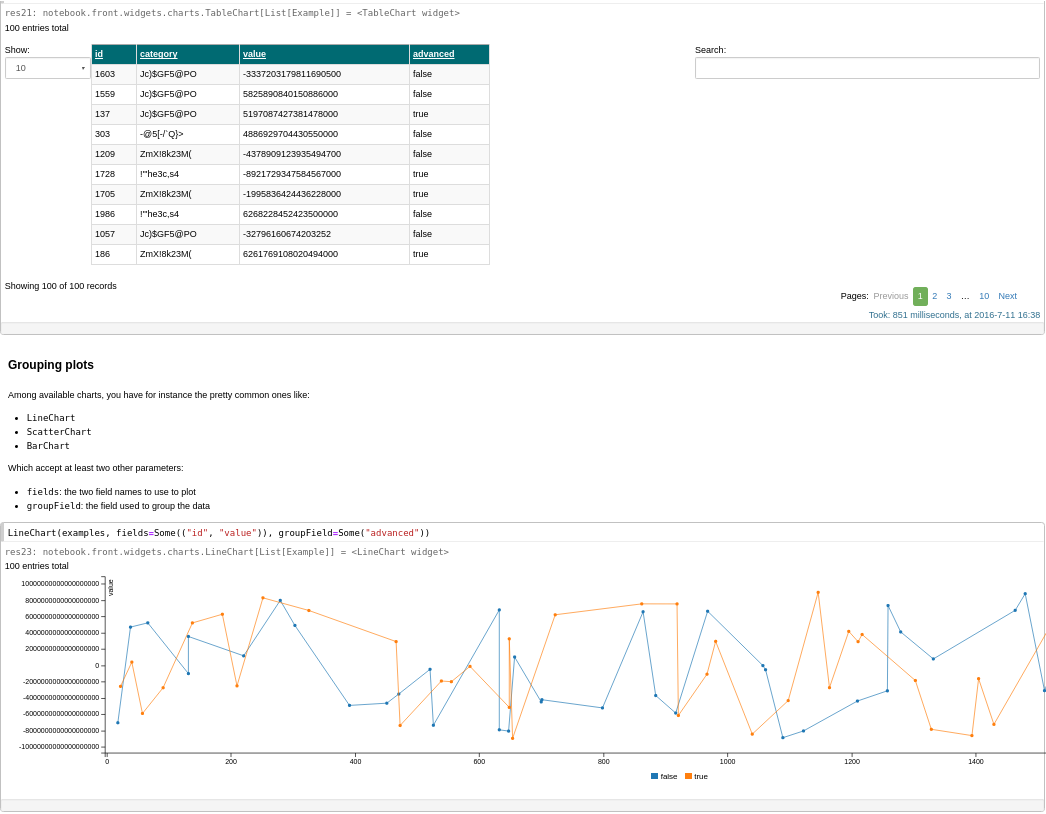 res21: notebook.front.widgets.charts.TableChart[List[Example]] = <TableChart widget>
100 entries total
Show:
10
Search:
id category value advanced
1603 Jc)$GF5@PO -3337203179811690500 false
1559 Jc)$GF5@PO 5825890840150886000 false
137 Jc)$GF5@PO 5197087427381478000 true
303 -@5[-/`Q}> 4886929704430550000 false
1209 ZmX!8k23M( -4378909123935494700 false
1728 !'"he3c,s4 -8921729347584567000 true
1705 ZmX!8k23M( -1995836424436228000 true
1986 !'"he3c,s4 6268228452423500000 false
1057 Jc)$GF5@PO -32796160674203252 false
186 ZmX!8k23M( 6261769108020494000 true
Showing 100 of 100 records
Pages: Previous 1 2 3 ... 10 Next
Took: 851 milliseconds, at 2016-7-11 16:38
Grouping plots
Among available charts, you have for instance the pretty common ones like:
• LineChart
• ScatterChart
• BarChart
Which accept at least two other parameters:
• fields: the two field names to use to plot
• groupField: the field used to group the data
LineChart(examples, fields=Some(("id", "value")), groupField=Some("advanced"))
res23: notebook.front.widgets.charts.LineChart[List[Example]] = <LineChart widget>
100 entries total
value
10000000000000000000
8000000000000000000
6000000000000000000
4000000000000000000
2000000000000000000
0
-2000000000000000000
-4000000000000000000
-6000000000000000000
-8000000000000000000
-10000000000000000000
0 200 400 600 800 1000 1200 1400
false true